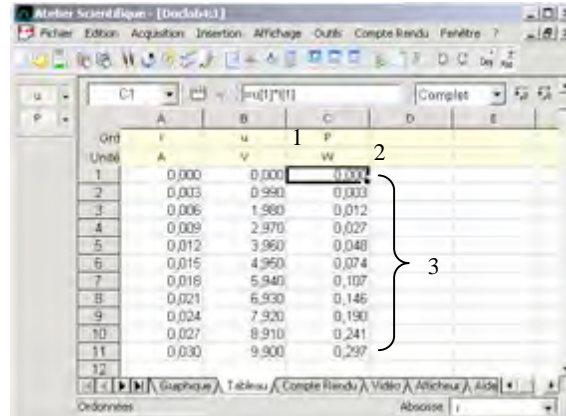 Atelier Scientifique - [Doclab4:1]
Fichier Edition Acquisition Insertion Affichage Outils Compte Rendu Fenêtre ?
u C1 =u[1]*I[1] Complet
P A B C D E
Grd I u 1 P
Unité A V W 2
1 0,000 0,000 0,000
2 0,003 0,990 0,003
3 0,006 1,980 0,012
4 0,009 2,970 0,027
5 0,012 3,960 0,048
6 0,015 4,950 0,074
7 0,018 5,940 0,107
8 0,021 6,930 0,146
9 0,024 7,920 0,190
10 0,027 8,910 0,241
11 0,030 9,900 0,297
12
3
Graphique Tableau Compte Rendu Vidéo Afficheur Aide
Ordonnées Abscisse